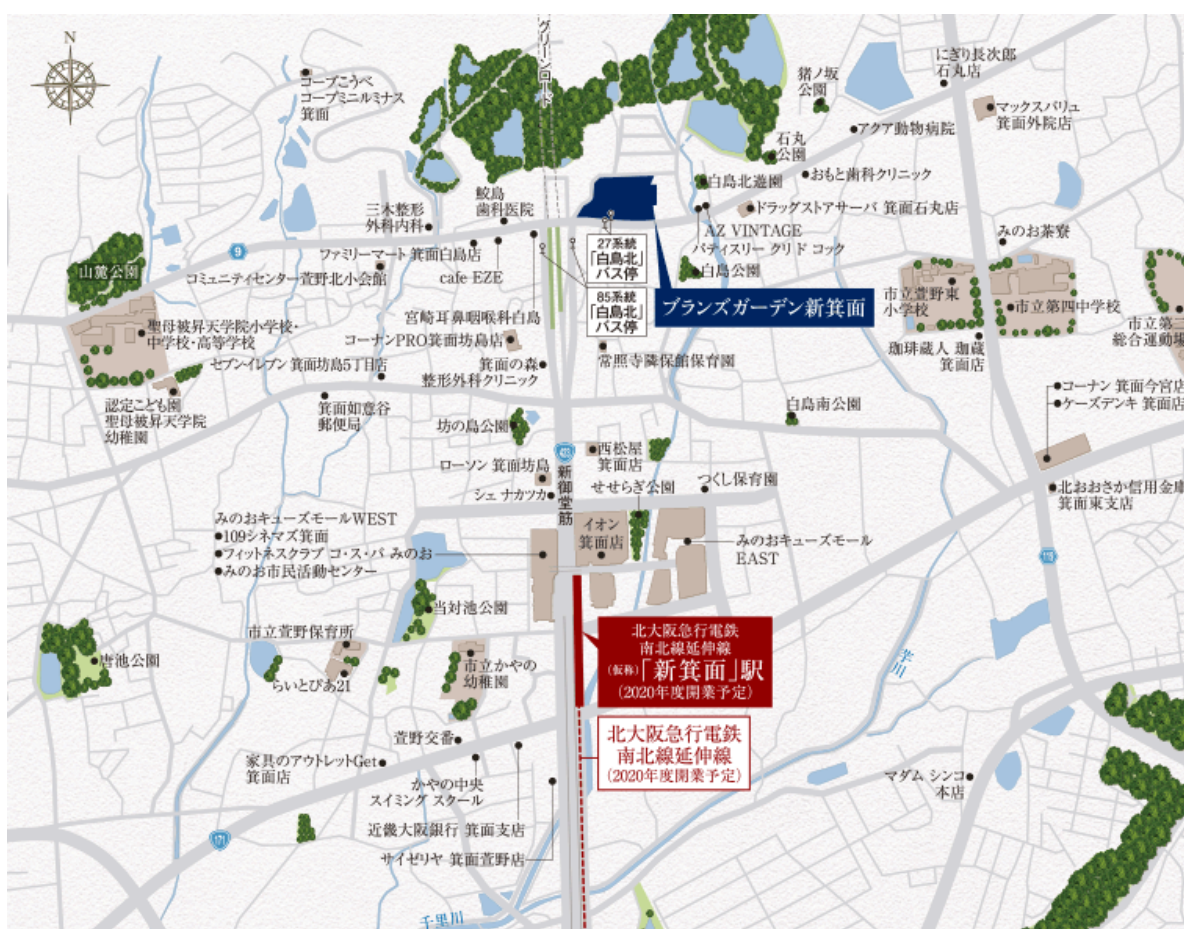 N
グリーンロード
コープこうべ
コープミニルミナス
箕面
猪ノ坂
公園
にぎり長次郎
石丸店
マックスバリュ
箕面外院店
アクア動物病院
石丸
公園
おもと歯科クリニック
白島北遊園
ドラッグストアサーバ 箕面石丸店
AZ VINTAGE
パティスリー クリ ド コック
みのお茶寮
鮫島
歯科医院
三木整形
外科内科
9
ファミリーマート 箕面白島店
山麓公園
コミュニティセンター萱野北小会館
cafe EZE
27系統
「白島北」
バス停
85系統
「白島北」
バス停
白島公園
ブランズガーデン新箕面
市立萱野東
小学校
市立第四中学校
市立第二
総合運動場
珈琲蔵人 珈蔵
箕面店
宮崎耳鼻咽喉科白島
コーナンPRO箕面坊島店
聖母被昇天学院小学校・
中学校・高等学校
セブンイレブン 箕面坊島5丁目店
箕面の森
整形外科クリニック
常照寺隣保館保育園
認定こども園
聖母被昇天学院
幼稚園
箕面如意谷
郵便局
坊の島公園
白島南公園
コーナン 箕面今宮店
ケーズデンキ 箕面店
423
新御堂筋
西松屋
箕面店
ローソン 箕面坊島
シェ ナカツカ
せせらぎ公園
つくし保育園
北おおさか信用金庫
箕面東支店
みのおキューズモールWEST
109シネマズ箕面
フィットネスクラブ コ・ス・パ みのお
みのお市民活動センター
イオン
箕面店
みのおキューズモール
EAST
119
当対池公園
市立萱野保育所
らいとぴあ21
市立かやの
幼稚園
唐池公園
北大阪急行電鉄
南北線延伸線
(仮称)「新箕面」駅
(2020年度開業予定)
北大阪急行電鉄
南北線延伸線
(2020年度開業予定)
萱野交番
家具のアウトレットGet
箕面店
かやの中央
スイミング スクール
171
近畿大阪銀行 箕面支店
サイゼリヤ 箕面萱野店
マダム シンコ
本店
芋川
千里川